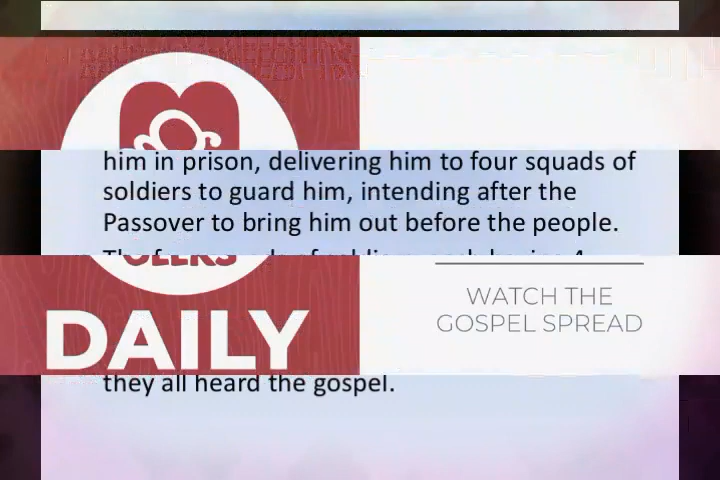 him in prison, delivering him to four squads of
soldiers to guard him, intending after the
Passover to bring him out before the people.
DAILY
WATCH THE
GOSPEL SPREAD
they all heard the gospel.